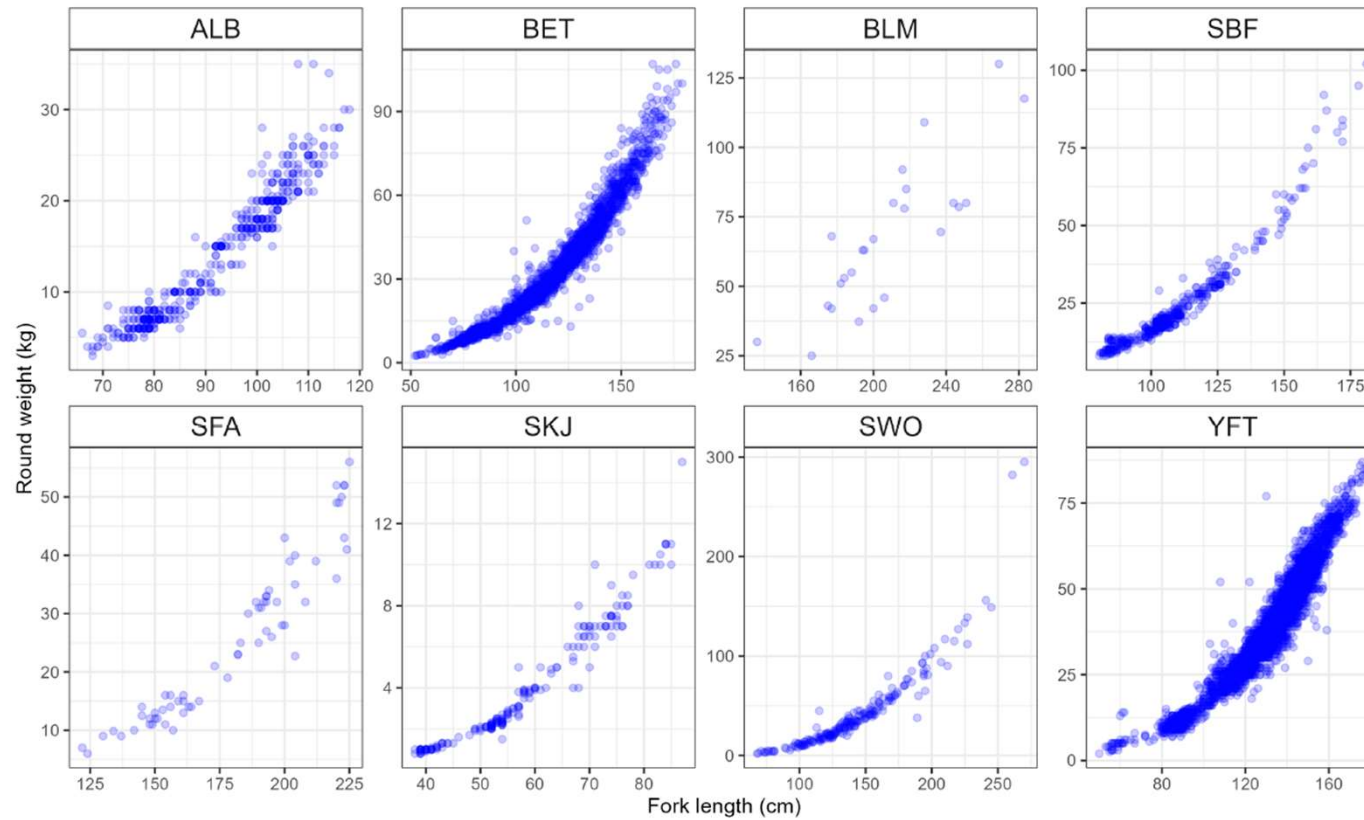 ALB BET BLM SBF
30
20
10
70 80 90 100 110 120
90
60
30
0
50 100 150
125
100
75
50
25
160 200 240 280
100
75
50
25
100 125 150 175
Round weight (kg)
SFA SKJ SWO YFT
50
40
30
20
10
125 150 175 200 225
12
8
4
40 50 60 70 80
300
200
100
0
100 150 200 250
75
50
25
0
80 120 160
Fork length (cm)